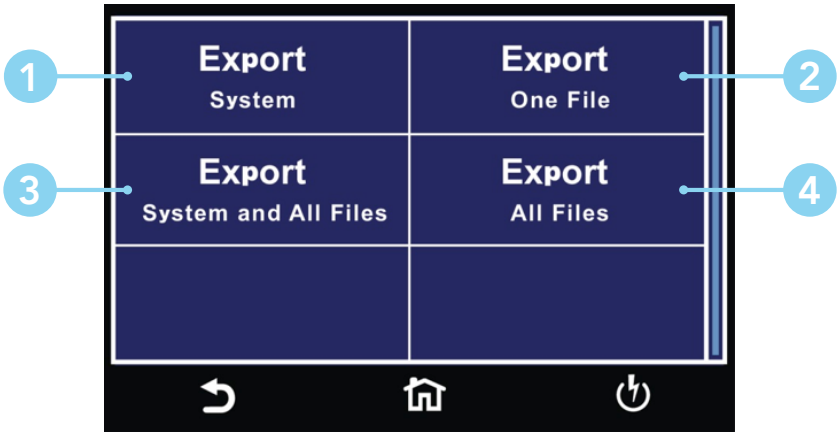 1
Export
System
2
Export
One File
3
Export
System and All Files
4
Export
All Files